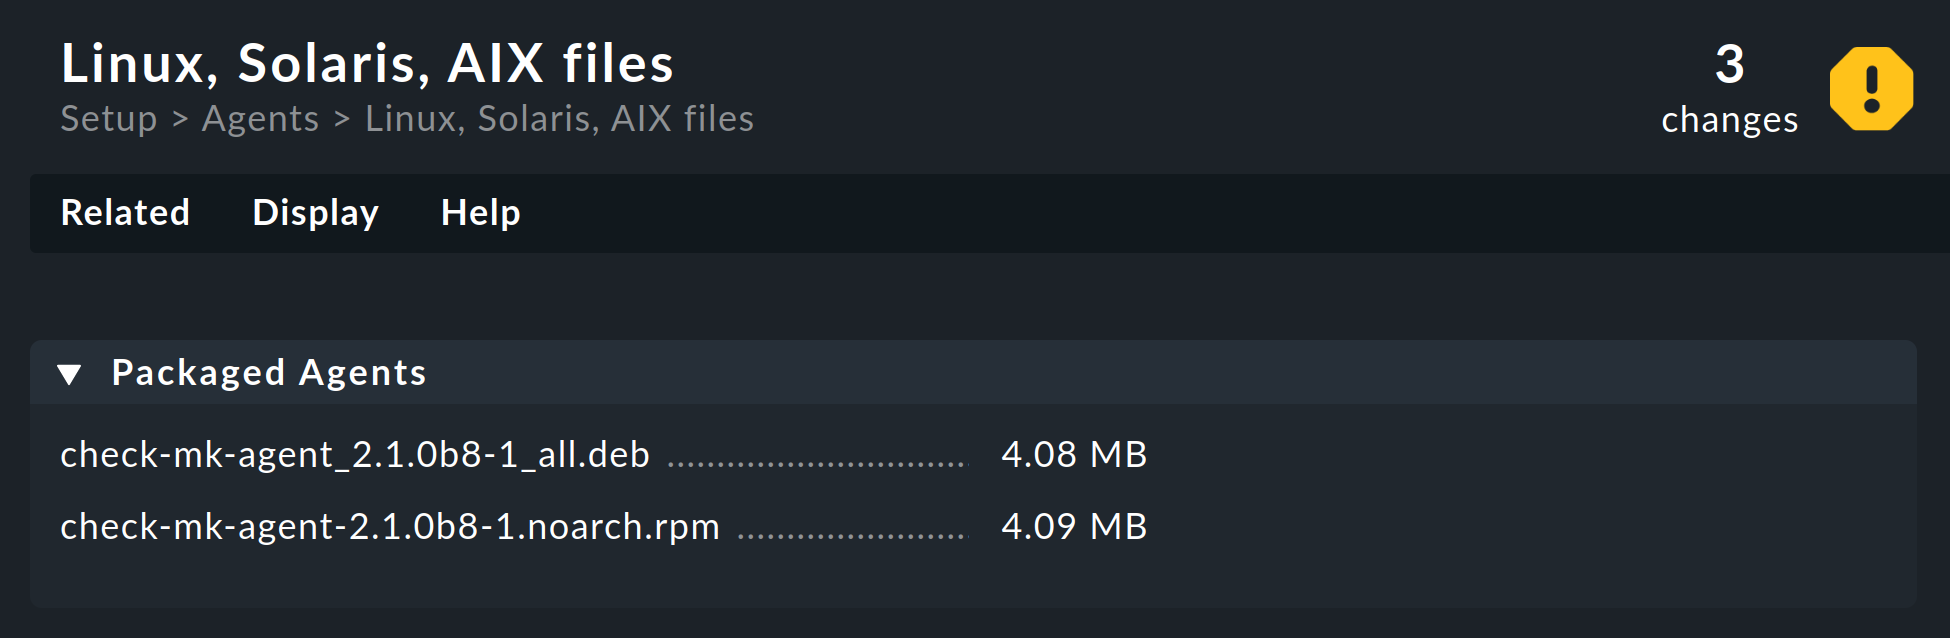 Linux, Solaris, AIX files
Setup > Agents > Linux, Solaris, AIX files
3
changes
Related Display Help
Packaged Agents
check-mk-agent_2.1.0b8-1_all.deb .............................. 4.08 MB
check-mk-agent-2.1.0b8-1.noarch.rpm ....................... 4.09 MB